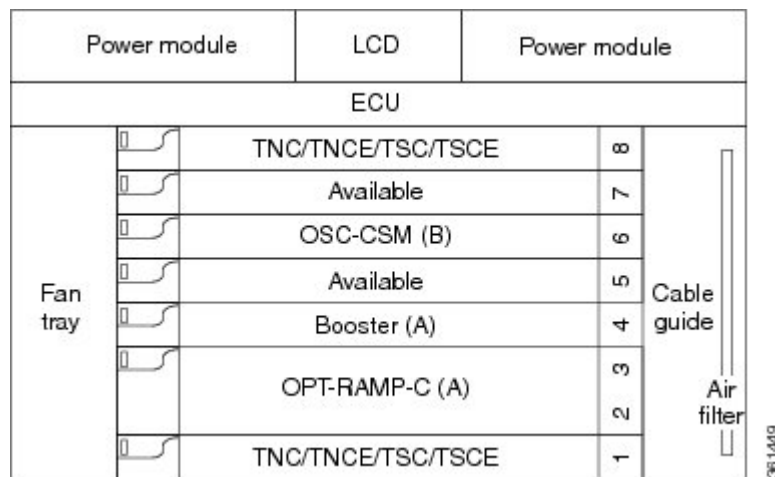 Power module LCD Power module
ECU
TNC/TNCE/TSC/TSCE 8
Available 7
OSC-CSM (B) 6
Available 5
Booster (A) 4
OPT-RAMP-C (A) 3
2
TNC/TNCE/TSC/TSCE 1
Fan
tray
Cable
guide
Air
filter
361449